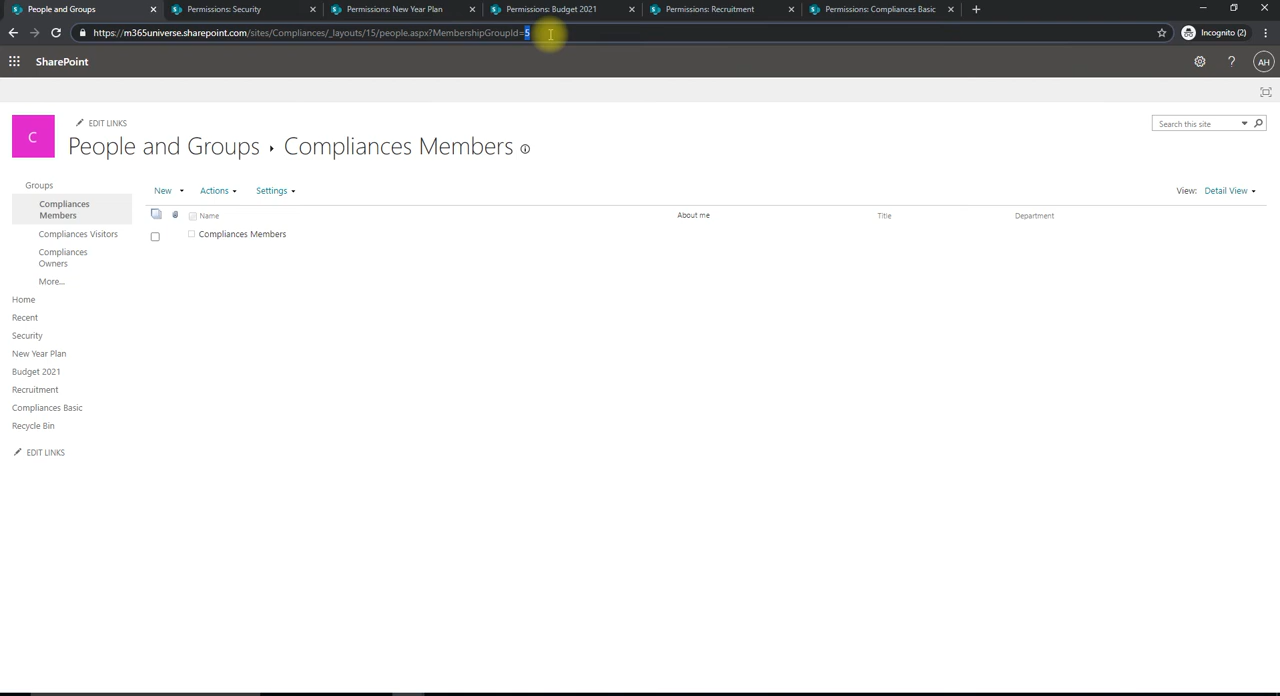 People and Groups
Permissions: Security
Permissions: New Year Plan
Permissions: Budget 2021
Permissions: Recruitment
Permissions: Compliances Basic
https://m365universe.sharepoint.com/sites/Compliances/_layouts/15/people.aspx?MembershipGroupId=5
Incognito (2)
SharePoint
?
AH
C
EDIT LINKS
People and Groups ▸ Compliances Members
Search this site
Groups
Compliances
Members
Compliances Visitors
Compliances
Owners
More...
Home
Recent
Security
New Year Plan
Budget 2021
Recruitment
Compliances Basic
Recycle Bin
EDIT LINKS
New
Actions
Settings
View: Detail View
Name
About me
Title
Department
Compliances Members